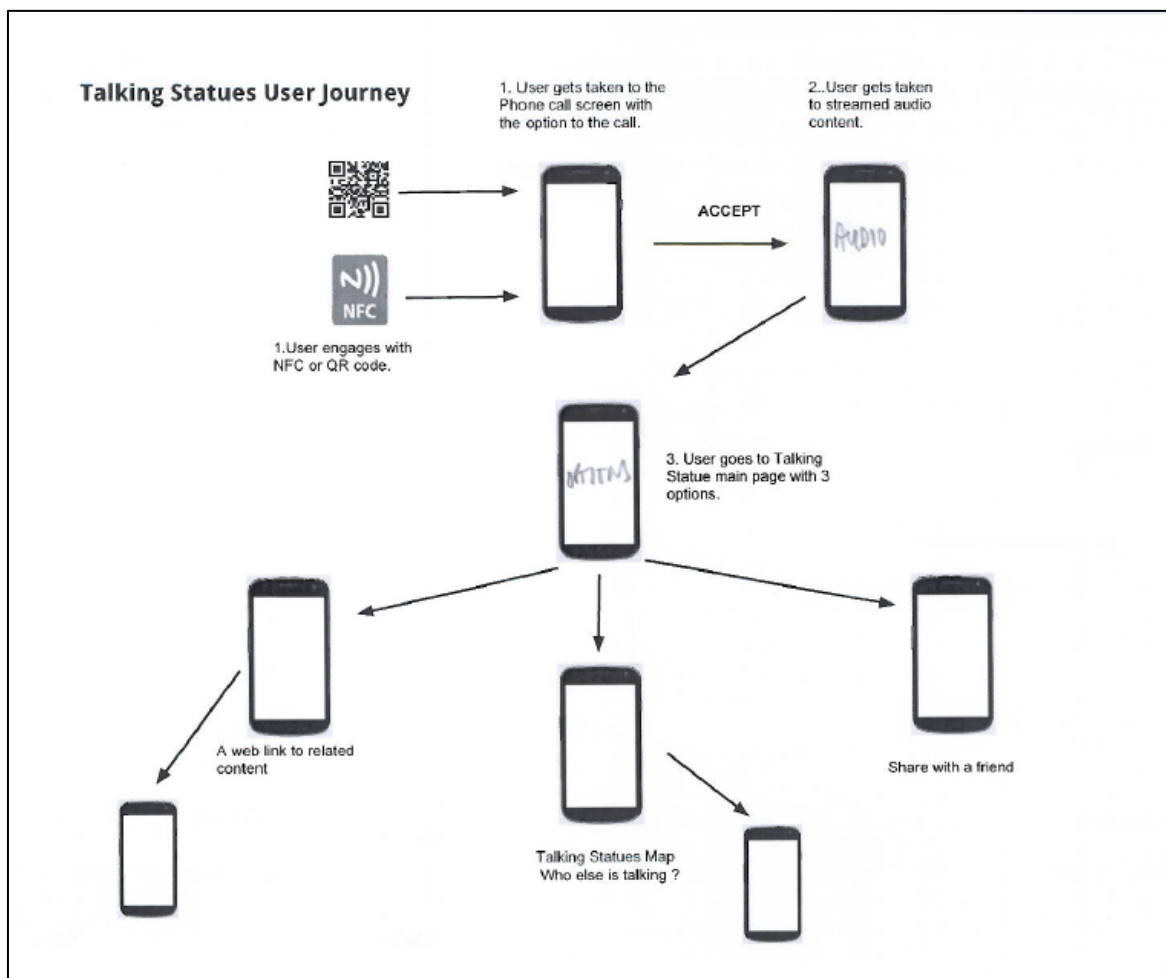 Talking Statues User Journey
1. User gets taken to the
Phone call screen with
the option to the call.
2..User gets taken
to streamed audio
content.
ACCEPT
AUDIO
N
NFC
1.User engages with
NFC or QR code.
OPTIONS
3. User goes to Talking
Statue main page with 3
options.
A web link to related
content
Talking Statues Map
Who else is talking ?
Share with a friend